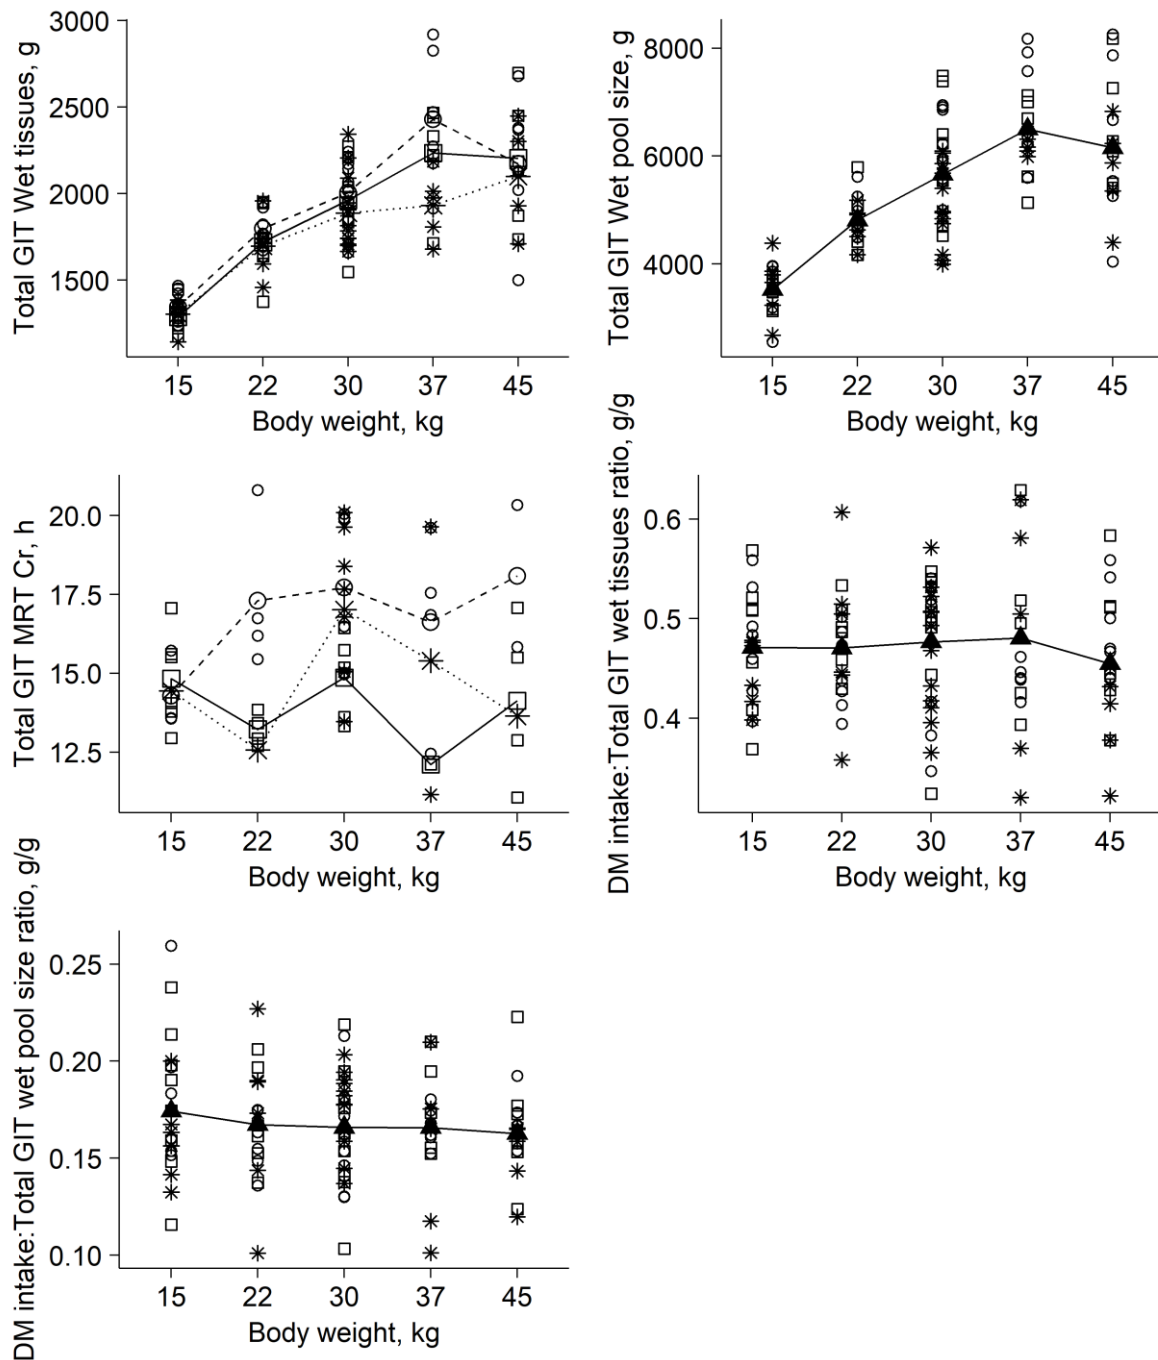 Total GIT Wet tissues, g
3000
2500
2000
1500
15 22 30 37 45
Body weight, kg
Total GIT Wet pool size, g
8000
6000
4000
15 22 30 37 45
Body weight, kg
Total GIT MRT Cr, h
20.0
17.5
15.0
12.5
15 22 30 37 45
Body weight, kg
DM intake:Total GIT wet tissues ratio, g/g
0.6
0.5
0.4
15 22 30 37 45
Body weight, kg
DM intake:Total GIT wet pool size ratio, g/g
0.25
0.20
0.15
0.10
15 22 30 37 45
Body weight, kg